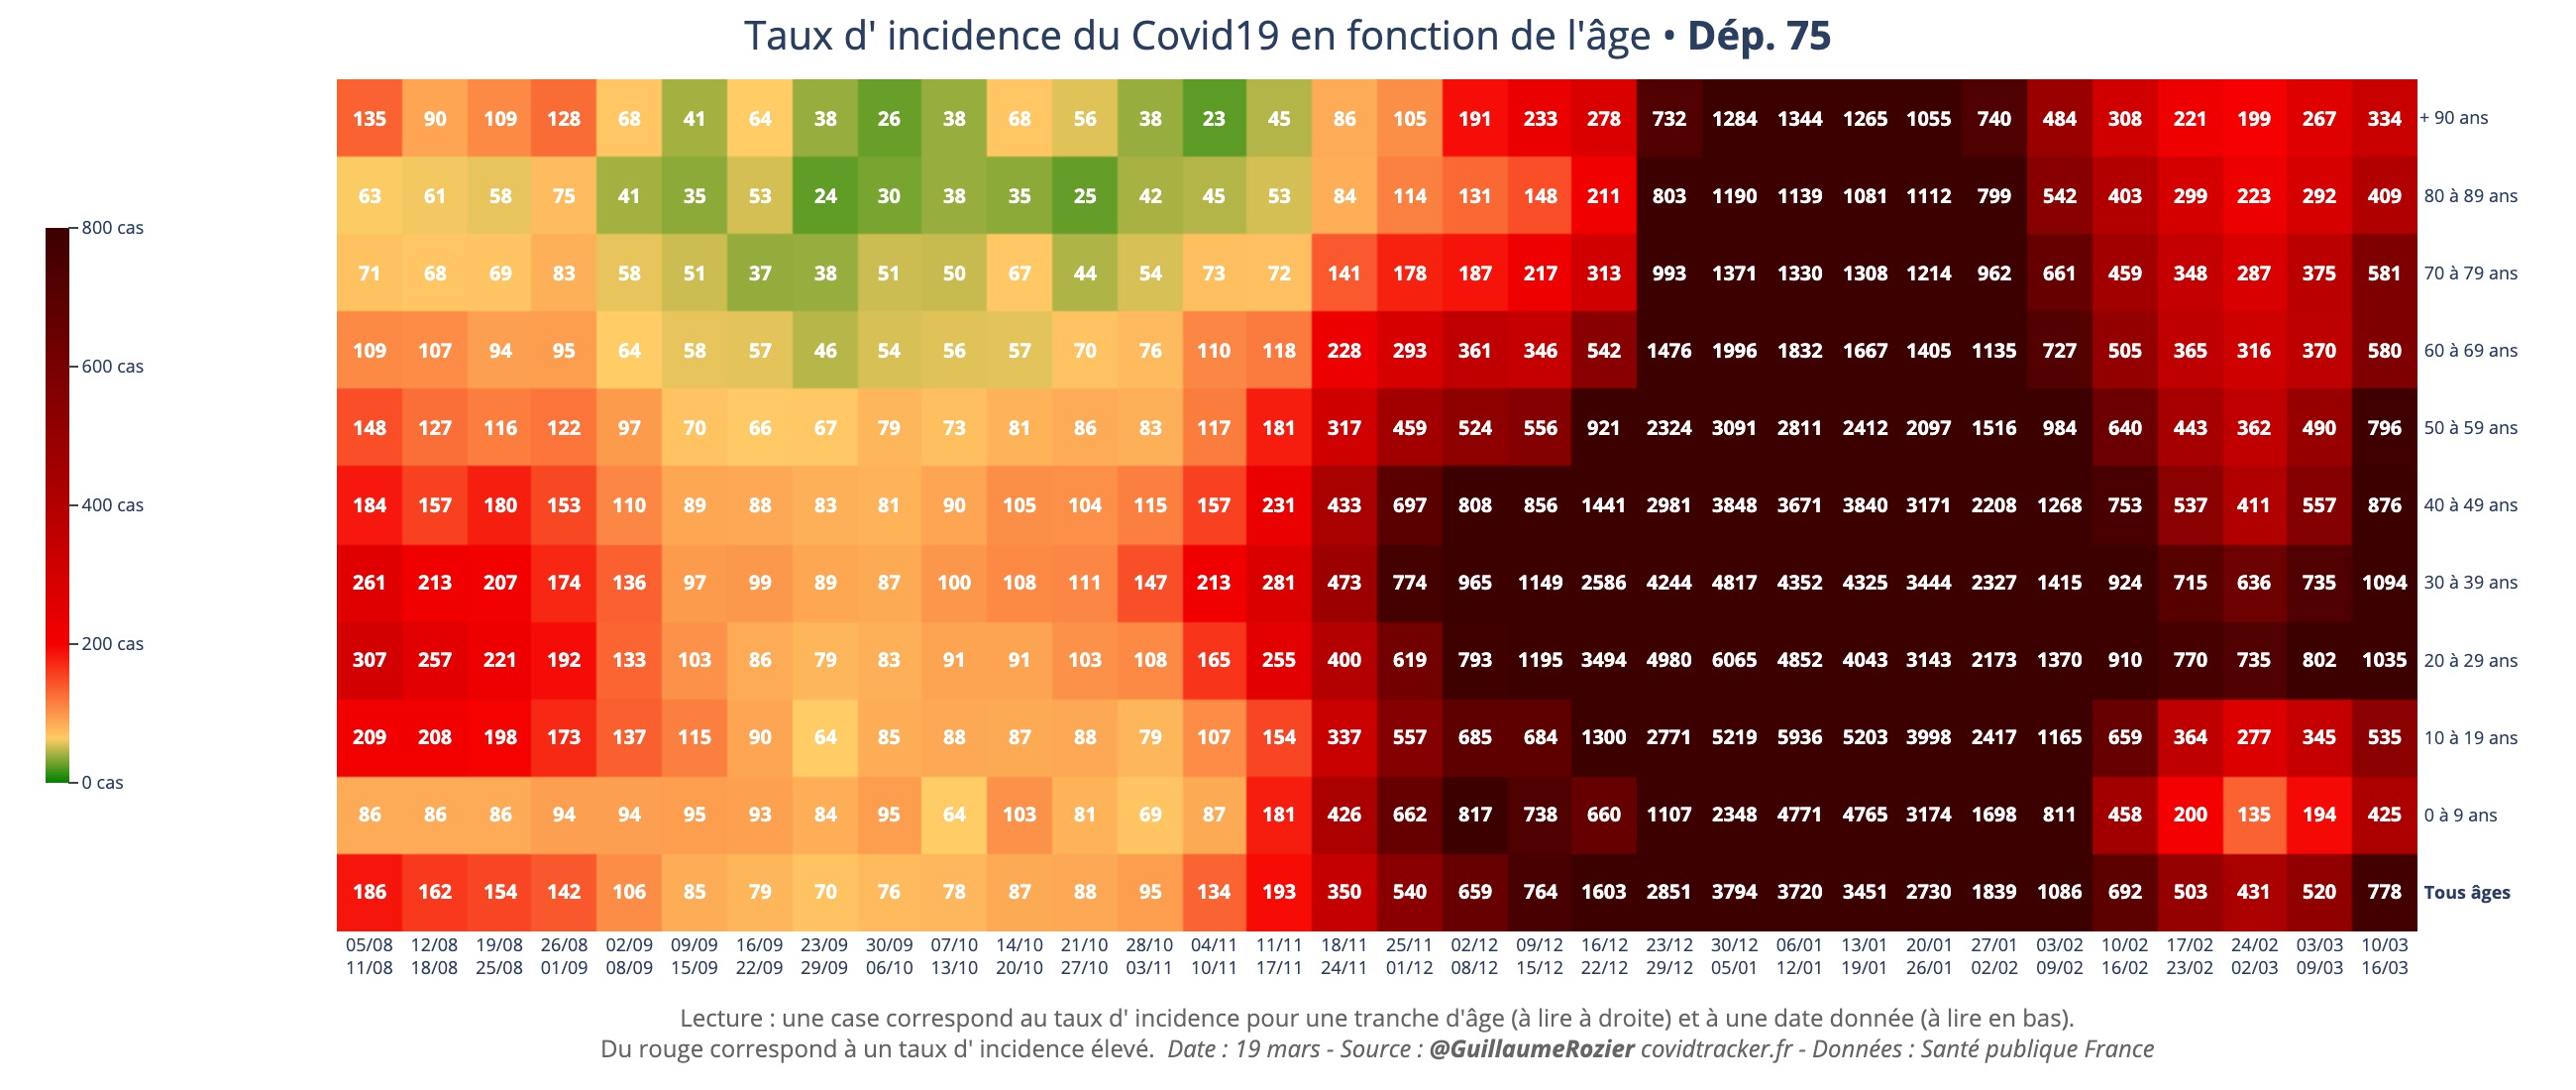 Taux d' incidence du Covid19 en fonction de l'âge • Dép. 75
135 90 109 128 68 41 64 38 26 38 68 56 38 23 45 86 105 191 233 278 732 1284 1344 1265 1055 740 484 308 221 199 267 334 + 90 ans
63 61 58 75 41 35 53 24 30 38 35 25 42 45 53 84 114 131 148 211 803 1190 1139 1081 1112 799 542 403 299 223 292 409 80 à 89 ans
800 cas
71 68 69 83 58 51 37 38 51 50 67 44 54 73 72 141 178 187 217 313 993 1371 1330 1308 1214 962 661 459 348 287 375 581 70 à 79 ans
109 107 94 95 64 58 57 46 54 56 57 70 76 110 118 228 293 361 346 542 1476 1996 1832 1667 1405 1135 727 505 365 316 370 580 60 à 69 ans
600 cas
148 127 116 122 97 70 66 67 79 73 81 86 83 117 181 317 459 524 556 921 2324 3091 2811 2412 2097 1516 984 640 443 362 490 796 50 à 59 ans
400 cas
184 157 180 153 110 89 88 83 81 90 105 104 115 157 231 433 697 808 856 1441 2981 3848 3671 3840 3171 2208 1268 753 537 411 557 876 40 à 49 ans
261 213 207 174 136 97 99 89 87 100 108 111 147 213 281 473 774 965 1149 2586 4244 4817 4352 4325 3444 2327 1415 924 715 636 735 1094 30 à 39 ans
200 cas
307 257 221 192 133 103 86 79 83 91 91 103 108 165 255 400 619 793 1195 3494 4980 6065 4852 4043 3143 2173 1370 910 770 735 802 1035 20 à 29 ans
209 208 198 173 137 115 90 64 85 88 87 88 79 107 154 337 557 685 684 1300 2771 5219 5936 5203 3998 2417 1165 659 364 277 345 535 10 à 19 ans
0 cas
86 86 86 94 94 95 93 84 95 64 103 81 69 87 181 426 662 817 738 660 1107 2348 4771 4765 3174 1698 811 458 200 135 194 425 0 à 9 ans
186 162 154 142 106 85 79 70 76 78 87 88 95 134 193 350 540 659 764 1603 2851 3794 3720 3451 2730 1839 1086 692 503 431 520 778 Tous âges
05/08 12/08 19/08 26/08 02/09 09/09 16/09 23/09 30/09 07/10 14/10 21/10 28/10 04/11 11/11 18/11 25/11 02/12 09/12 16/12 23/12 30/12 06/01 13/01 20/01 27/01 03/02 10/02 17/02 24/02 03/03 10/03
11/08 18/08 25/08 01/09 08/09 15/09 22/09 29/09 06/10 13/10 20/10 27/10 03/11 10/11 17/11 24/11 01/12 08/12 15/12 22/12 29/12 05/01 12/01 19/01 26/01 02/02 09/02 16/02 23/02 02/03 09/03 16/03
Lecture : une case correspond au taux d' incidence pour une tranche d'âge (à lire à droite) et à une date donnée (à lire en bas).
Du rouge correspond à un taux d' incidence élevé. Date : 19 mars - Source : @GuillaumeRozier covidtracker.fr - Données : Santé publique France